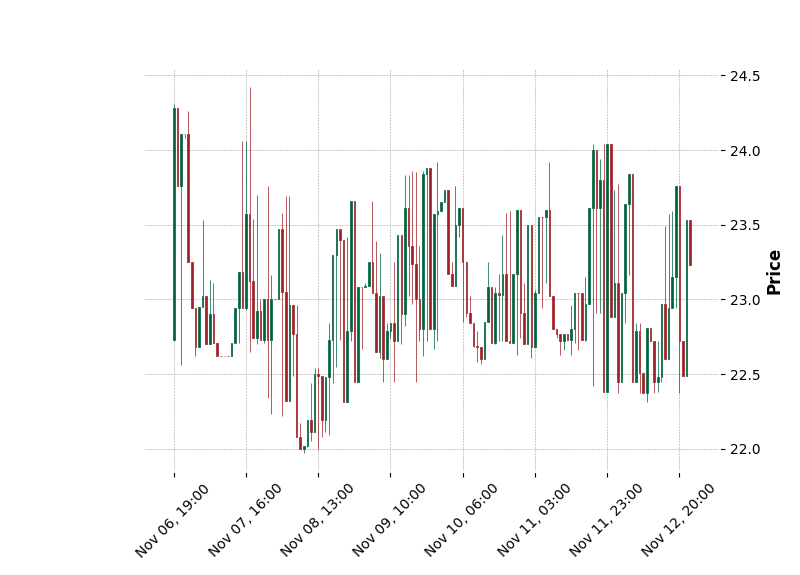 24.5
24.0
23.5
23.0
22.5
22.0
Price
Nov 06, 19:00
Nov 07, 16:00
Nov 08, 13:00
Nov 09, 10:00
Nov 10, 06:00
Nov 11, 03:00
Nov 11, 23:00
Nov 12, 20:00